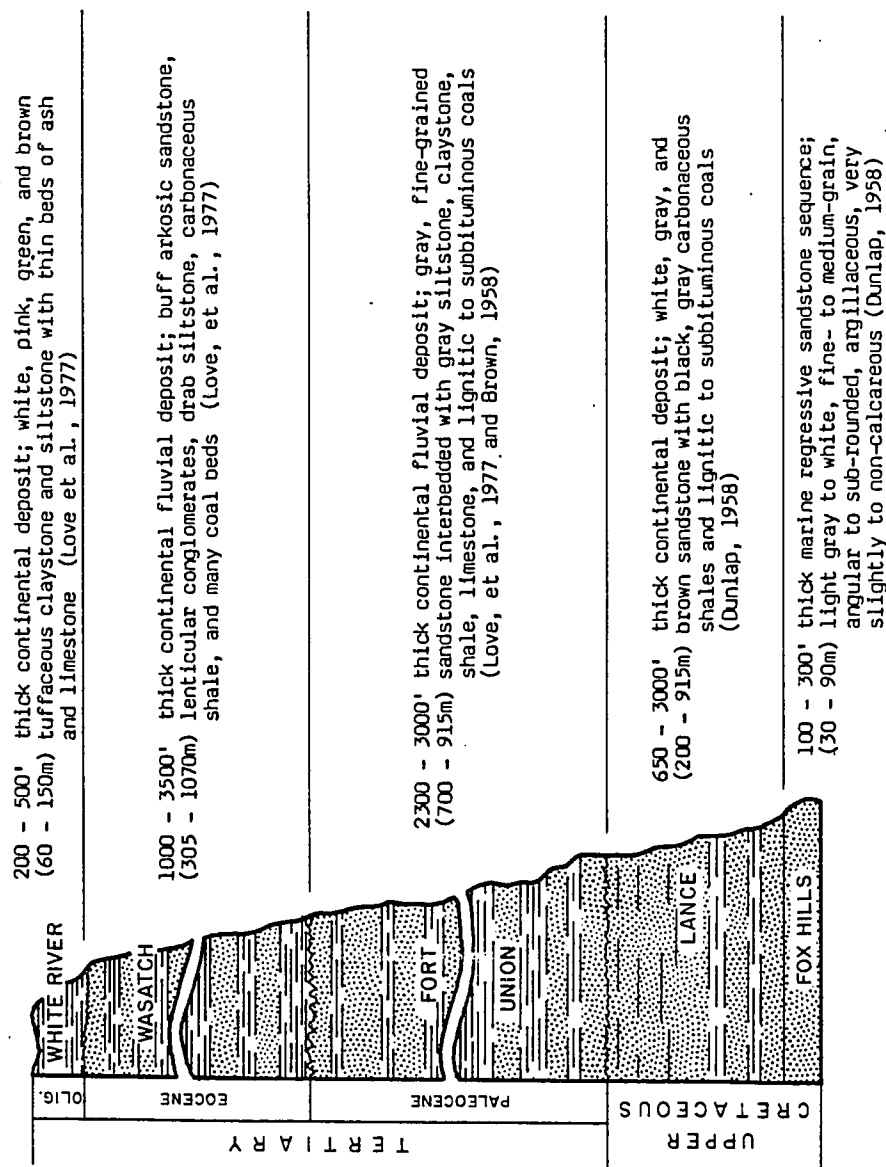 200 - 500' thick continental deposit; white, pink, green, and brown
(60 - 150m) tuffaceous claystone and siltstone with thin beds of ash
and limestone (Love et al., 1977)
1000 - 3500' thick continental fluvial deposit; buff arkosic sandstone,
(305 - 1070m) lenticular conglomerates, drab siltstone, carbonaceous
shale, and many coal beds (Love, et al., 1977)
2300 - 3000' thick continental fluvial deposit; gray, fine-grained
(700 - 915m) sandstone interbedded with gray siltstone, claystone,
shale, limestone, and lignitic to subbituminous coals
(Love, et al., 1977 and Brown, 1958)
650 - 3000' thick continental deposit; white, gray, and
(200 - 915m) brown sandstone with black, gray carbonaceous
shales and lignitic to subbituminous coals
(Dunlap, 1958)
100 - 300' thick marine regressive sandstone sequence;
(30 - 90m) light gray to white, fine- to medium-grain,
angular to sub-rounded, argillaceous, very
slightly to non-calcareous (Dunlap, 1958)
WHITE RIVER
WASATCH
FORT
UNION
LANCE
FOX HILLS
OLIG.
EOCENE
PALEOCENE
TERTIARY
UPPER
CRETACEOUS